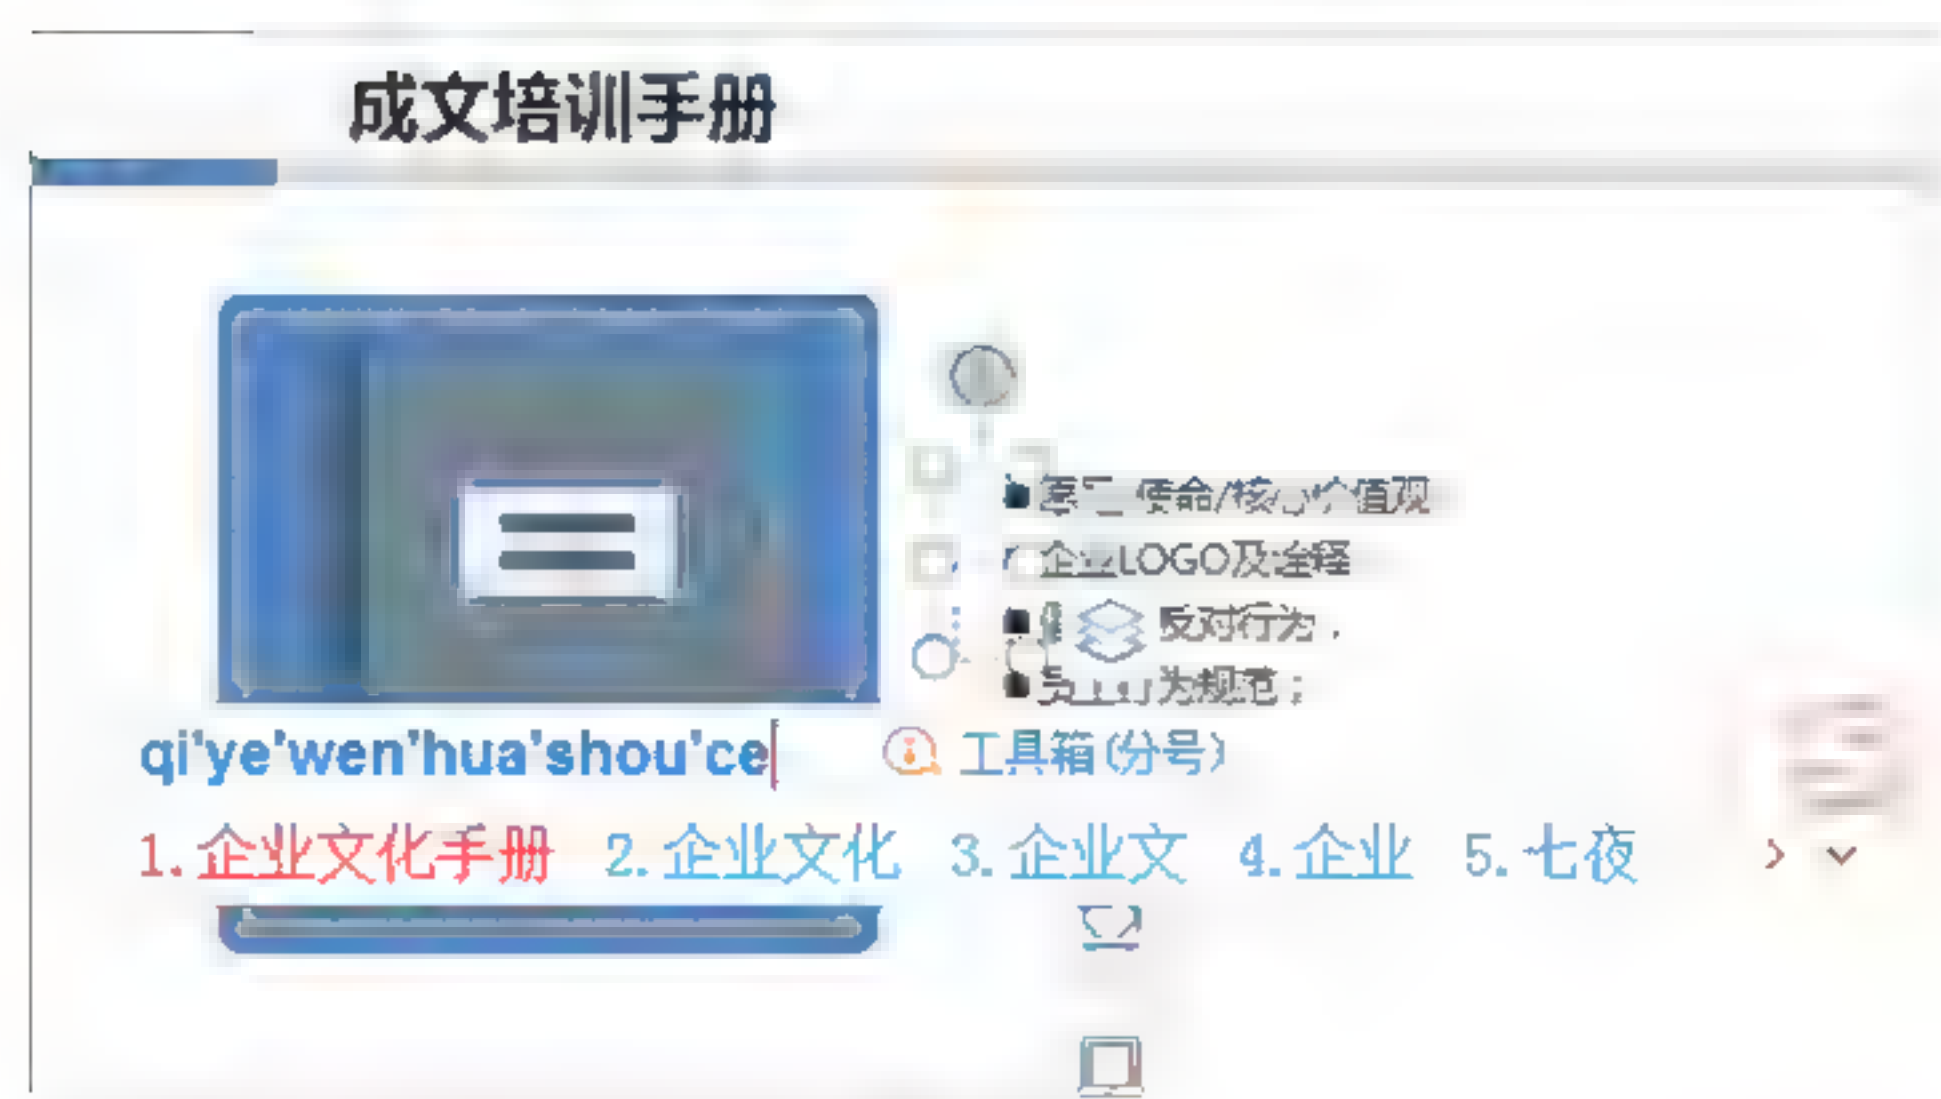 成文培训手册
使命/核心价值观
企业LOGO及诠释
反对行为，
为规范；
qi'ye'wen'hua'shou'ce
工具箱(分号)
1.企业文化手册 2.企业文化 3.企业文 4.企业 5.七夜